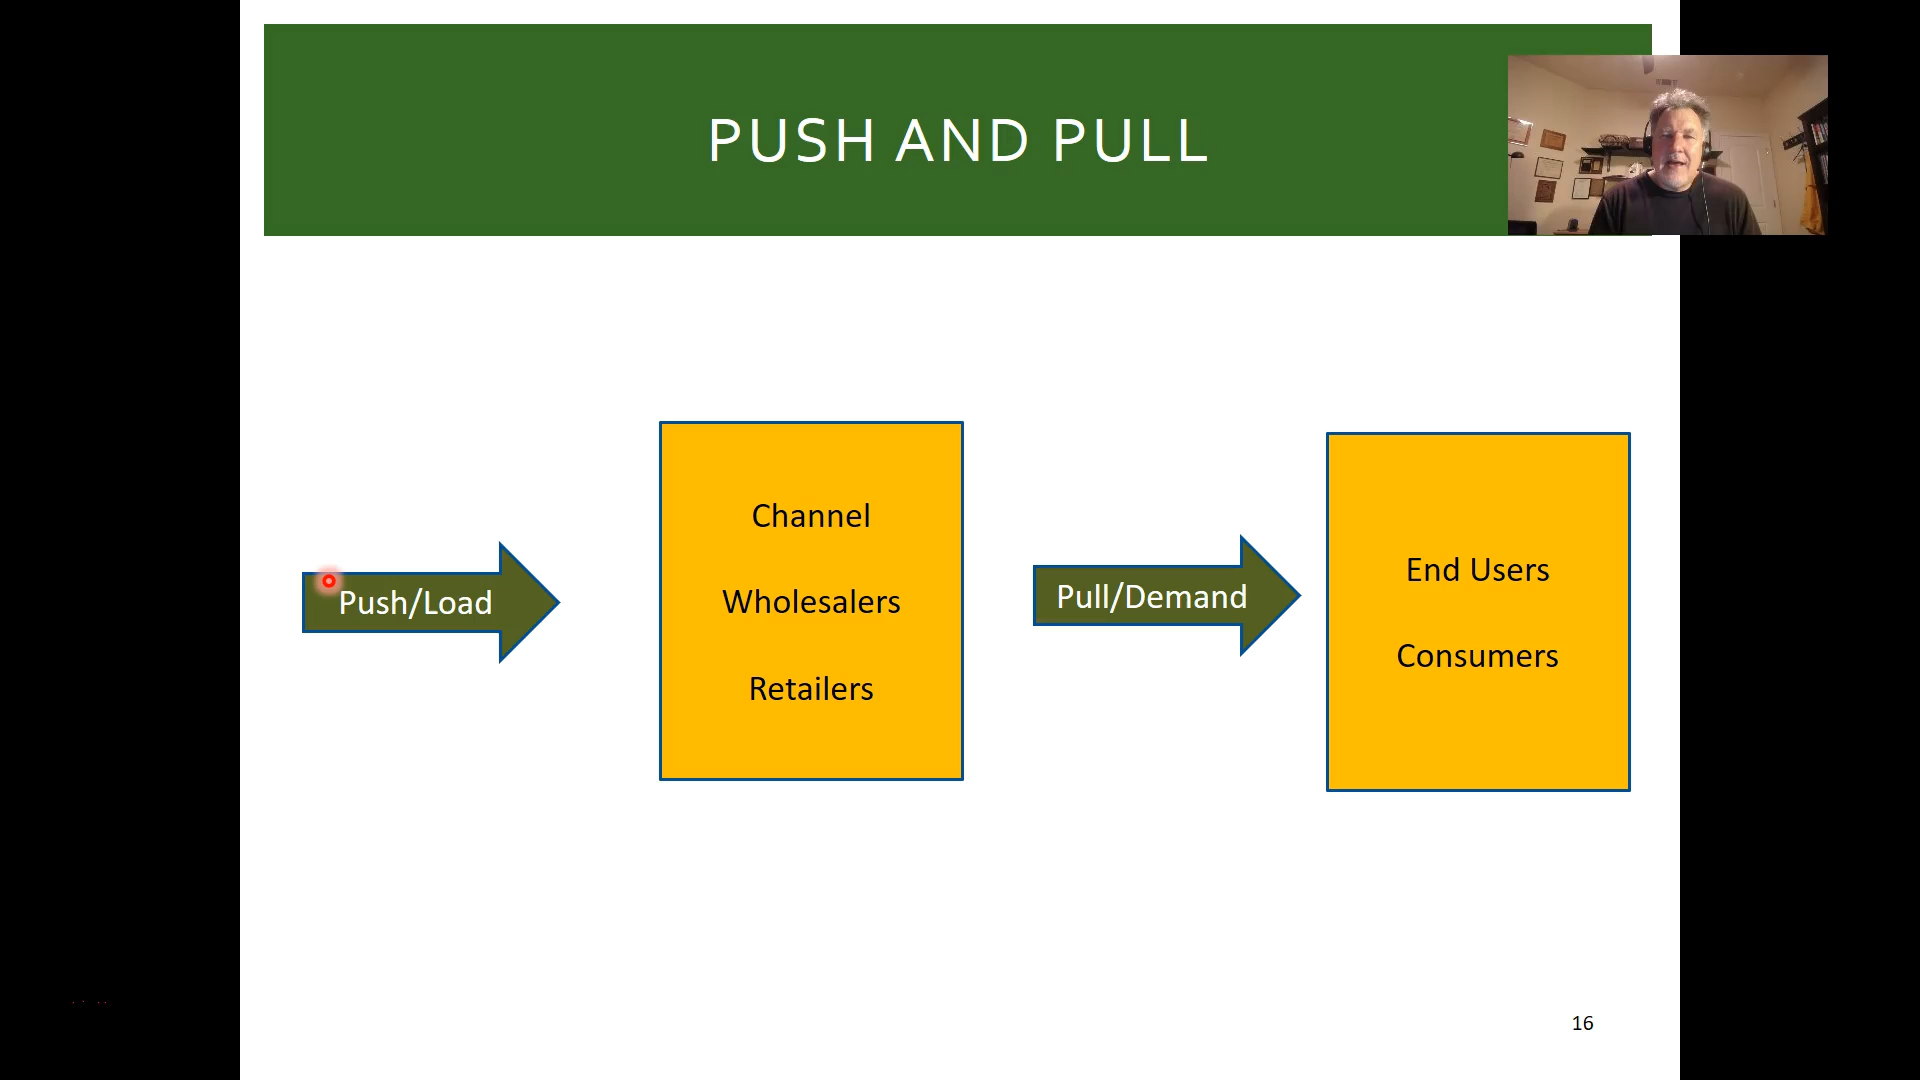 PUSH AND PULL
Push/Load
Channel
Wholesalers
Retailers
Pull/Demand
End Users
Consumers
16